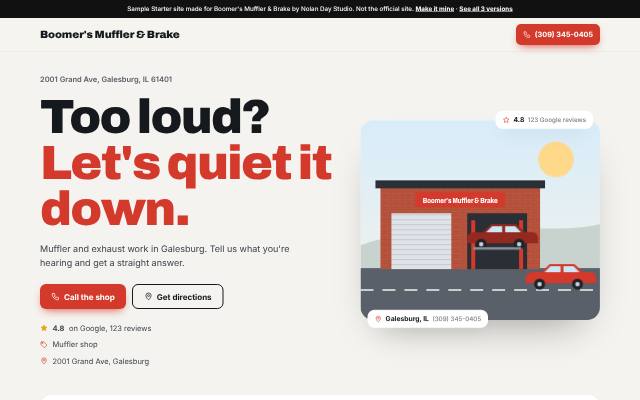 Sample Starter site made for Boomer's Muffler & Brake by Nolan Day Studio. Not the official site. Make it mine · See all 3 versions
Boomer's Muffler & Brake
(309) 345-0405
2001 Grand Ave, Galesburg, IL 61401
Too loud?
Let's quiet it
down.
Muffler and exhaust work in Galesburg. Tell us what you're
hearing and get a straight answer.
Call the shop
Get directions
4.8 on Google, 123 reviews
Muffler shop
2001 Grand Ave, Galesburg
4.8 123 Google reviews
Boomer's Muffler & Brake
Galesburg, IL (309) 345-0405